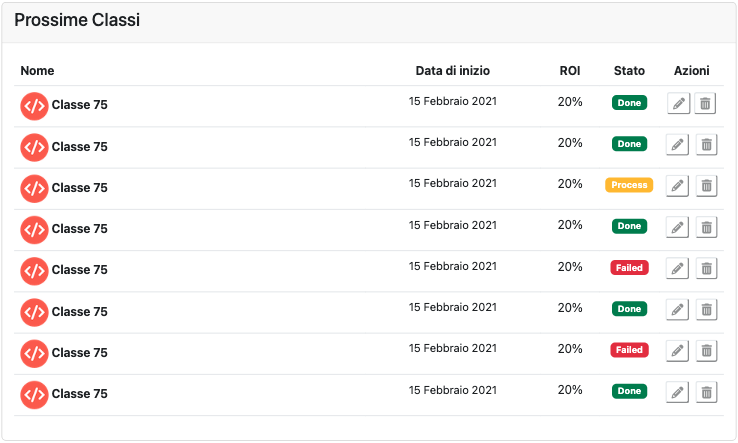 Prossime Classi
Nome Data di inizio ROI Stato Azioni
Classe 75 15 Febbraio 2021 20% Done
Classe 75 15 Febbraio 2021 20% Done
Classe 75 15 Febbraio 2021 20% Process
Classe 75 15 Febbraio 2021 20% Done
Classe 75 15 Febbraio 2021 20% Failed
Classe 75 15 Febbraio 2021 20% Done
Classe 75 15 Febbraio 2021 20% Failed
Classe 75 15 Febbraio 2021 20% Done